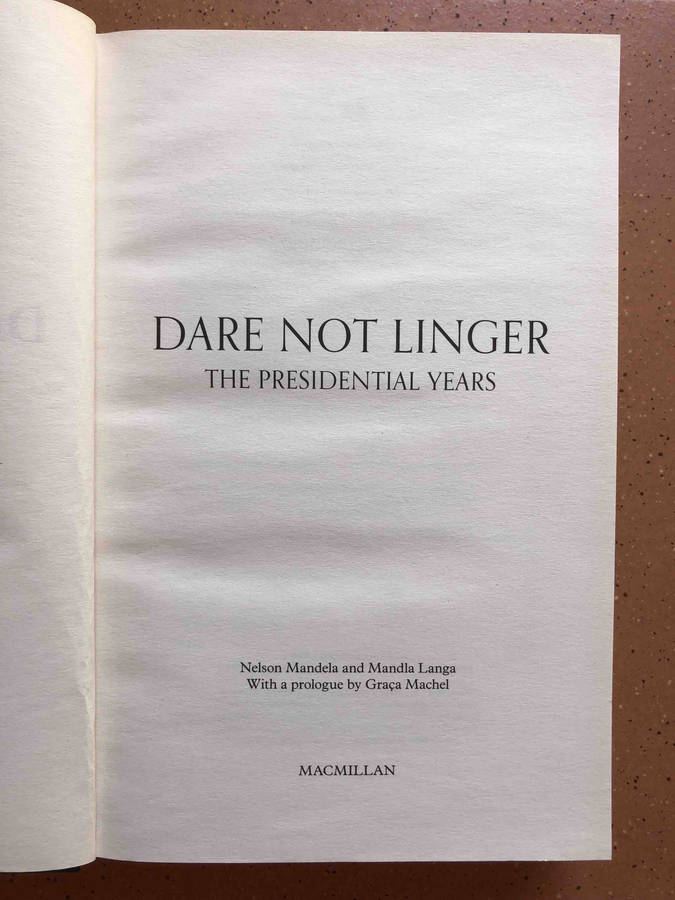 DARE NOT LINGER
THE PRESIDENTIAL YEARS
Nelson Mandela and Mandla Langa
With a prologue by Graça Machel
MACMILLAN